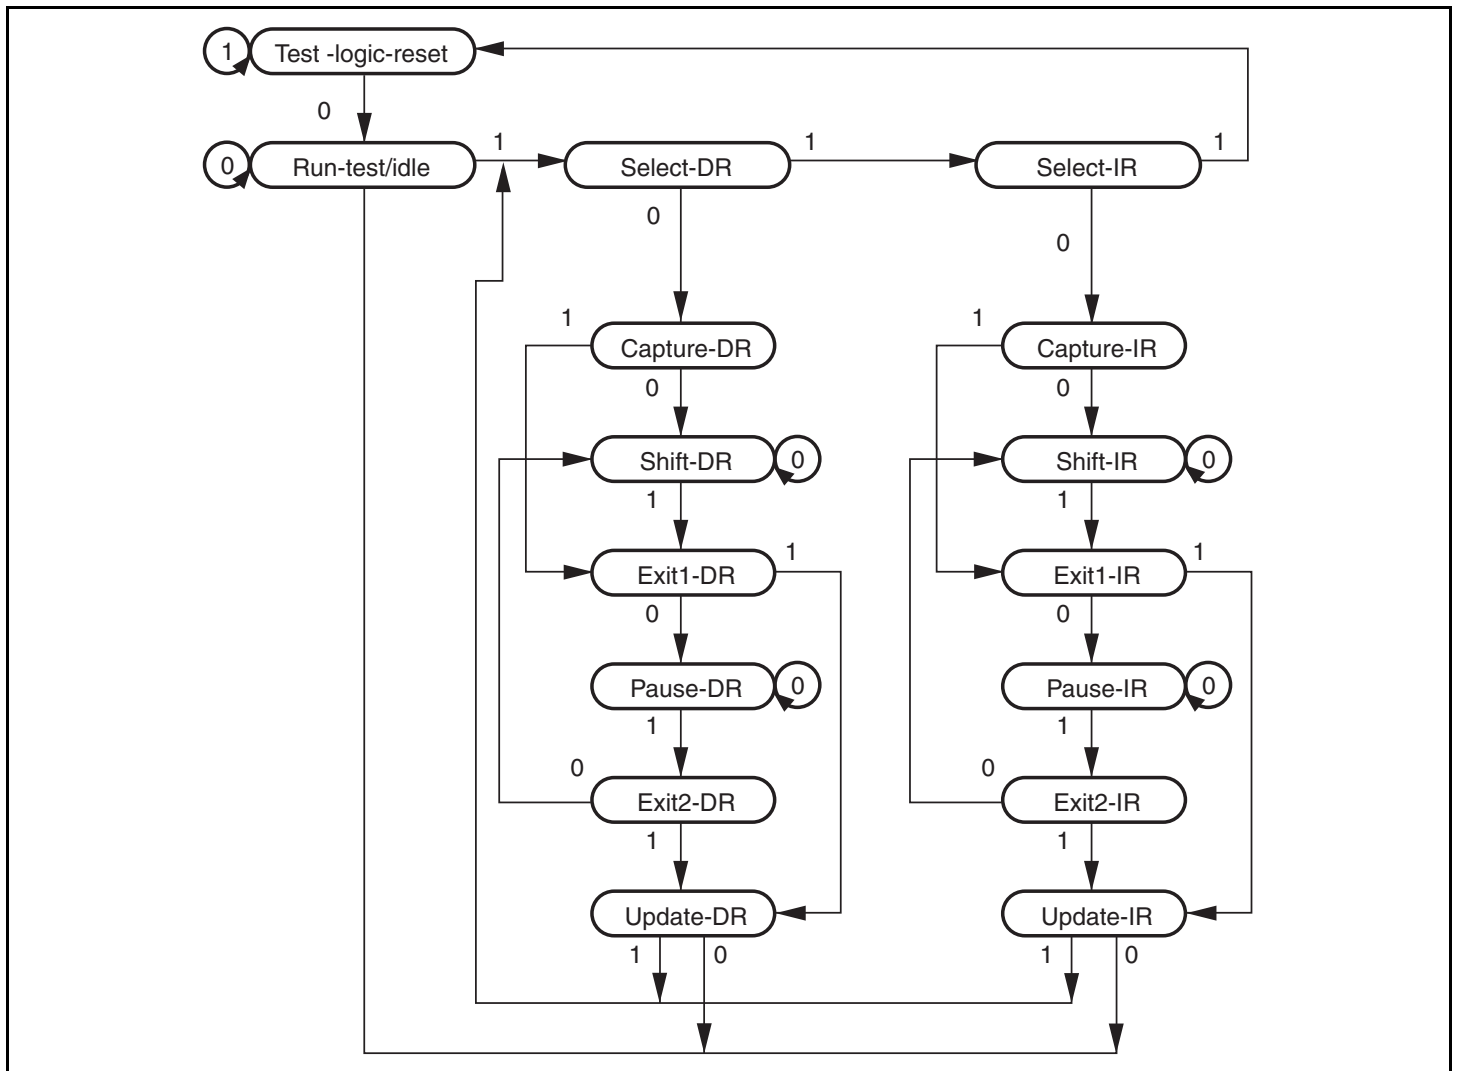 1 Test -logic-reset
0
0 Run-test/idle 1 Select-DR 1 Select-IR 1
0 0
1 Capture-DR 1 Capture-IR
0 0
Shift-DR 0 Shift-IR 0
1 1
Exit1-DR 1 Exit1-IR 1
0 0
Pause-DR 0 Pause-IR 0
1 1
0 Exit2-DR 0 Exit2-IR
1 1
Update-DR Update-IR
1 0 1 0